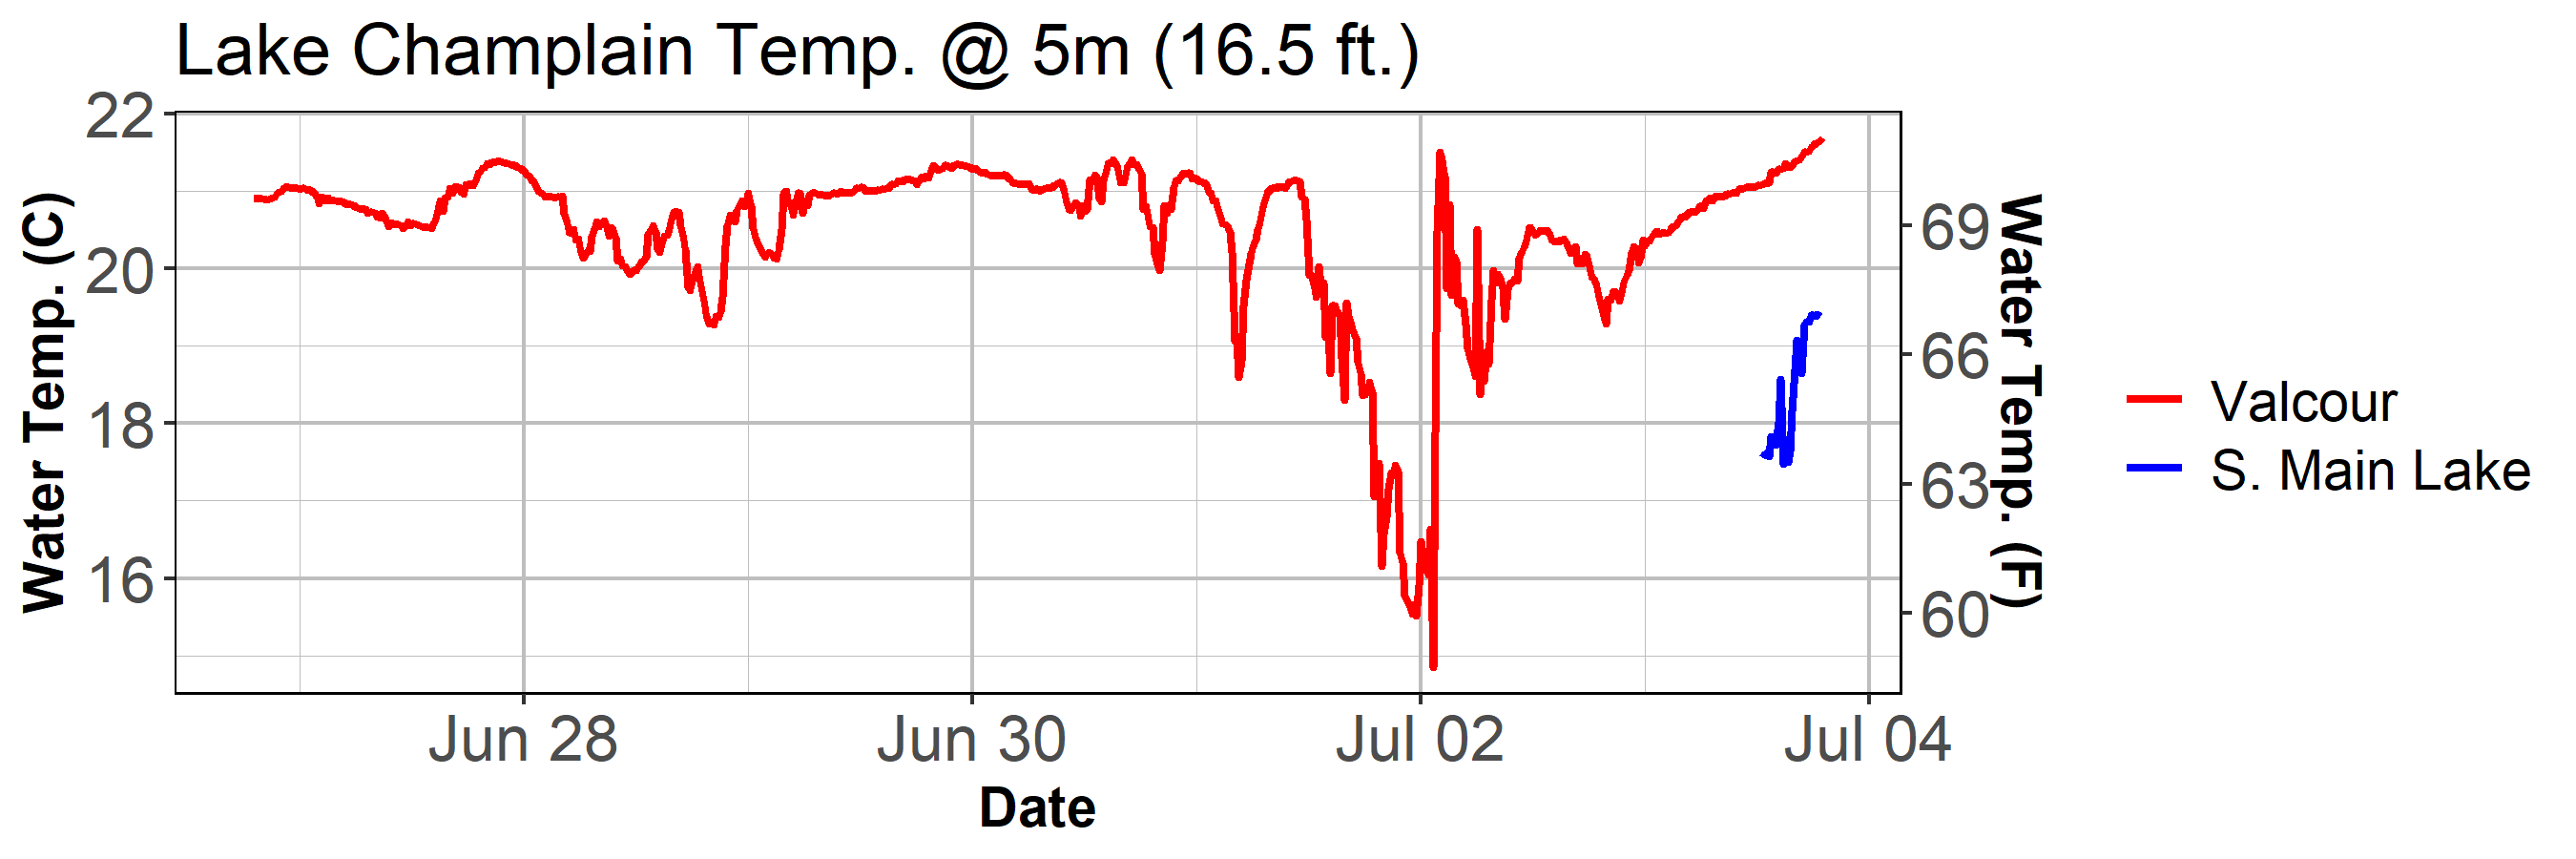 Lake Champlain Temp. @ 5m (16.5 ft.)
Water Temp. (C)
22
20
18
16
69
66
63
60
Water Temp. (F)
Jun 28
Jun 30
Jul 02
Jul 04
Date
Valcour
S. Main Lake